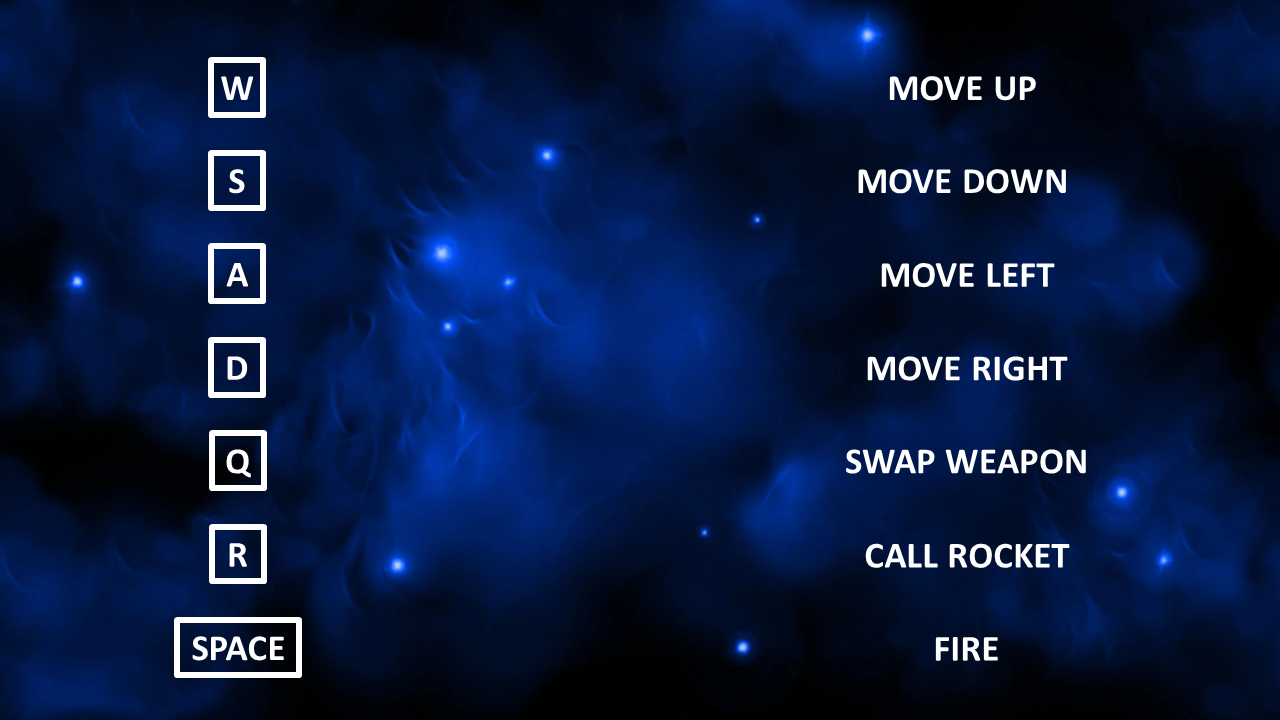 W MOVE UP
S MOVE DOWN
A MOVE LEFT
D MOVE RIGHT
Q SWAP WEAPON
R CALL ROCKET
SPACE FIRE